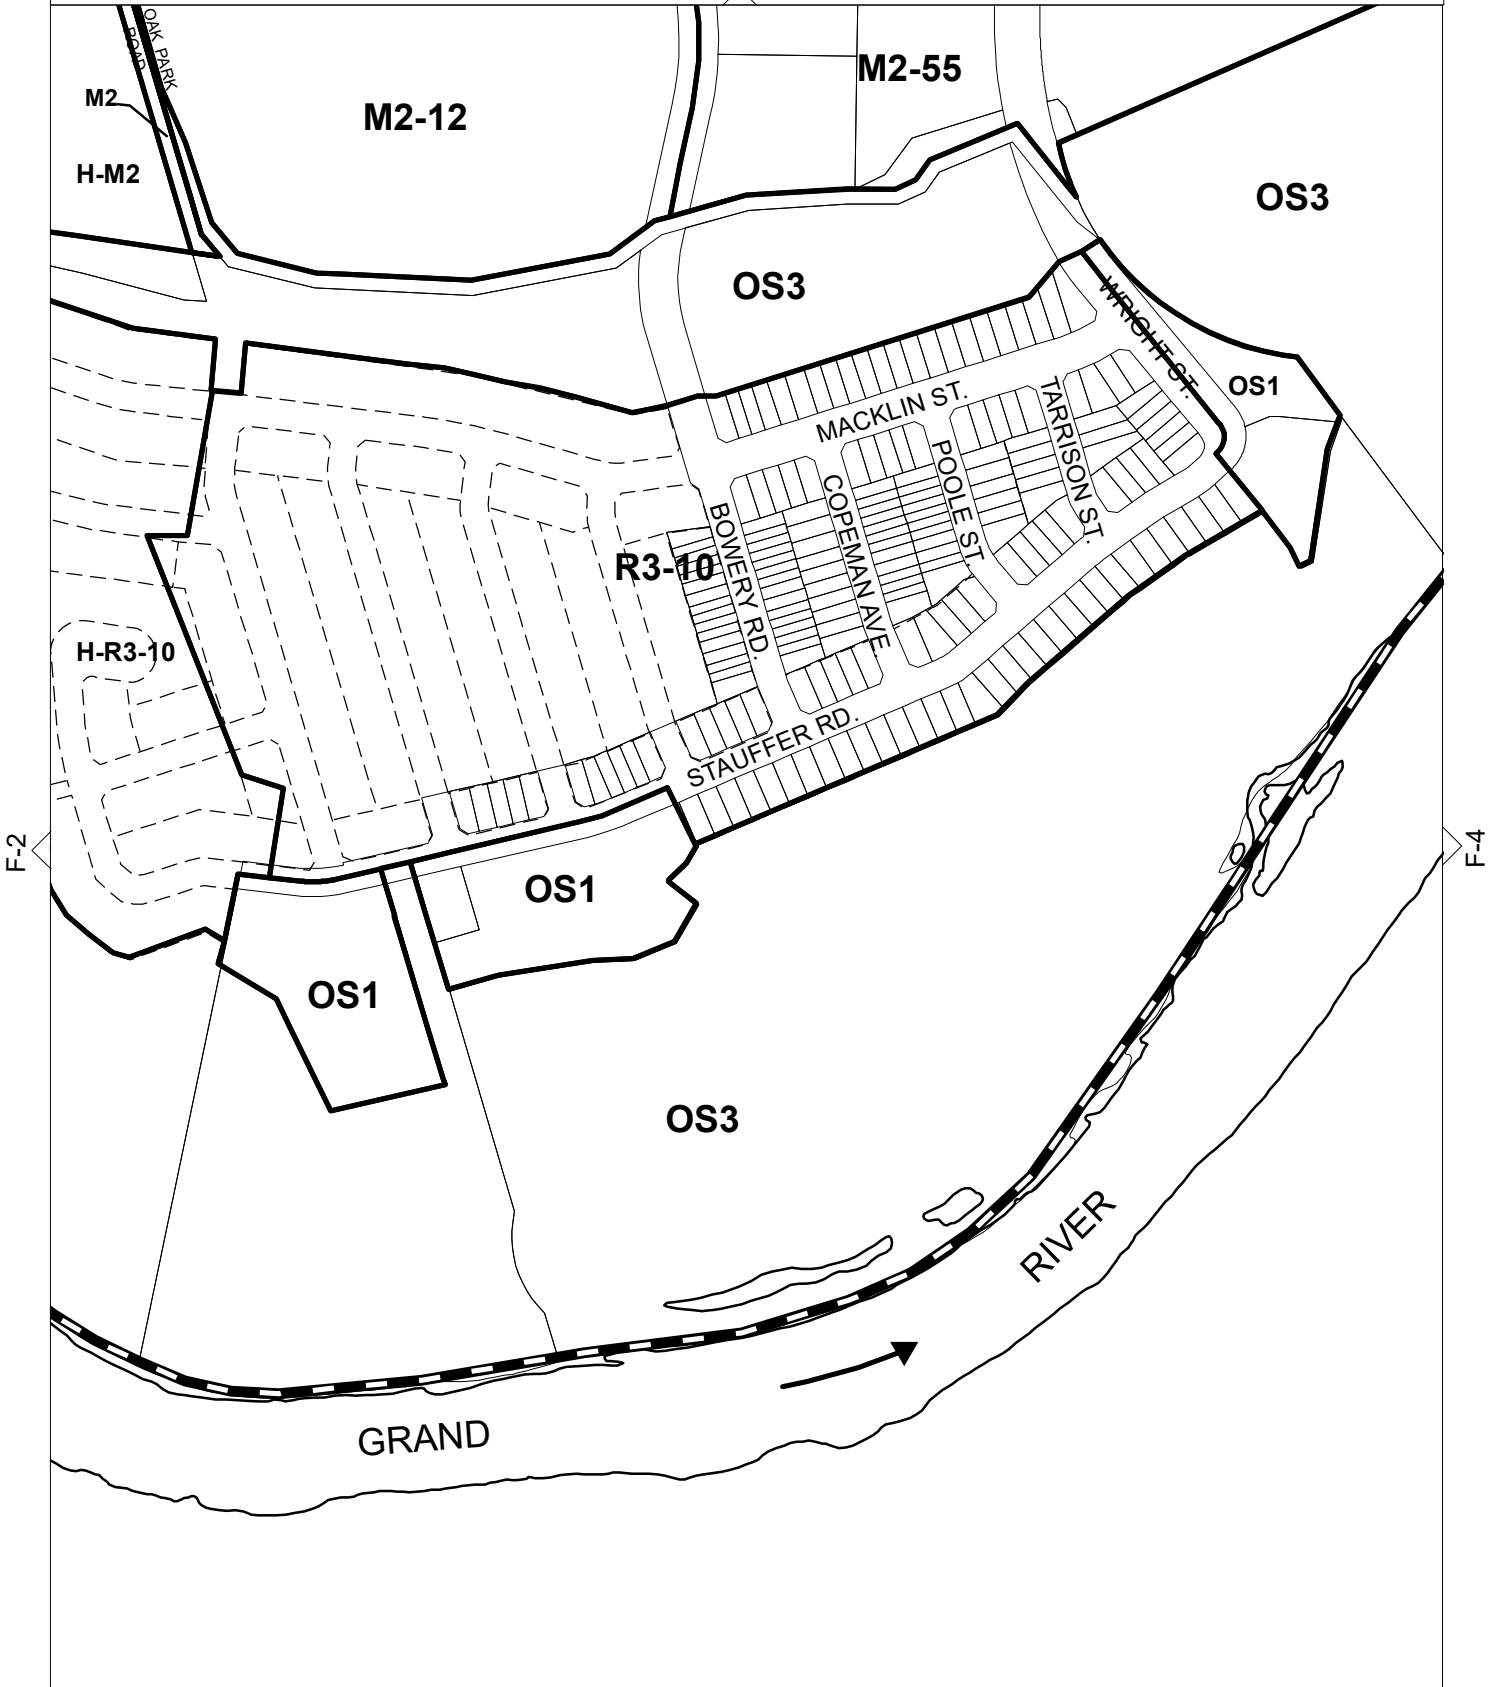 OAK PARK
ROAD
M2
H-M2
M2-12
M2-55
OS3
OS3
WRIGHT ST.
OS1
MACKLIN ST.
TARRISON ST.
POOLE ST.
COPEMAN AVE.
BOWERY RD.
R3-10
H-R3-10
STAUFFER RD.
F-2
F-4
OS1
OS1
OS3
RIVER
GRAND